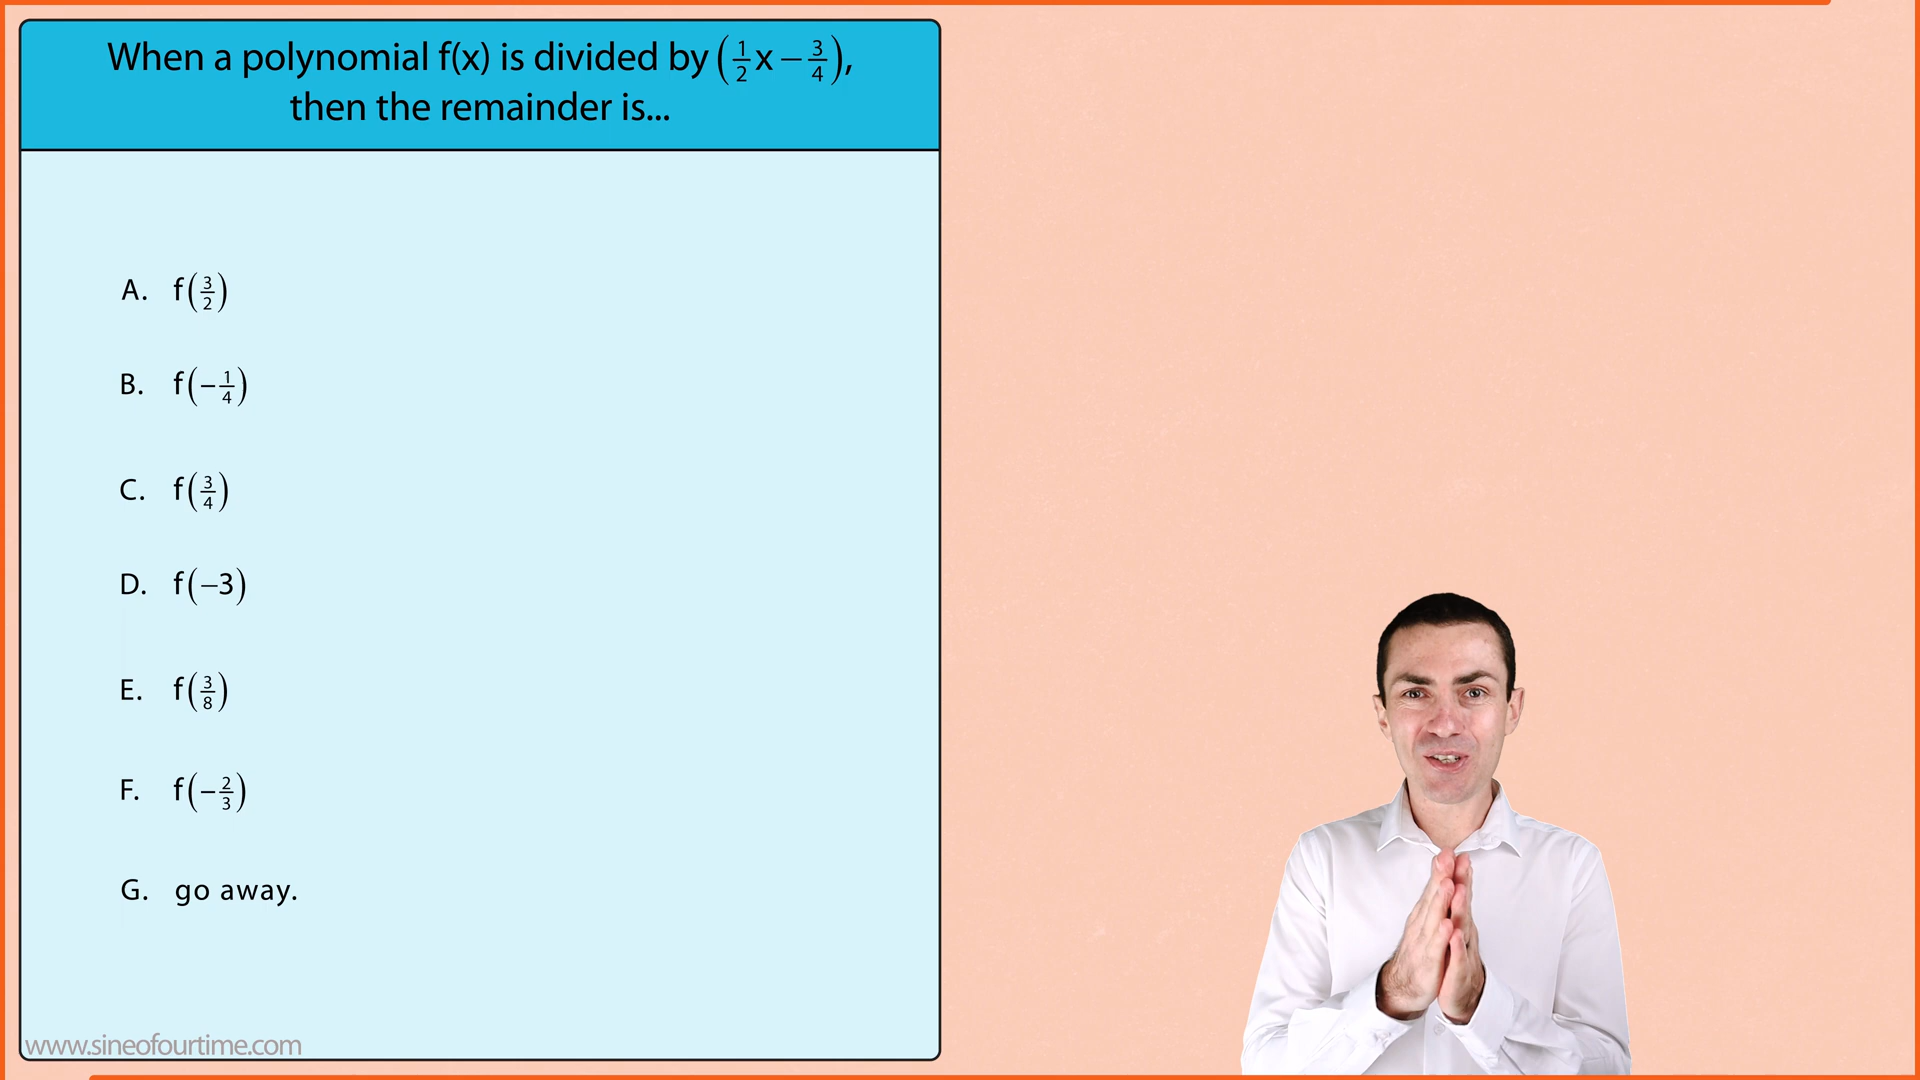 When a polynomial f(x) is divided by (1/2 x − 3/4),
then the remainder is...
A. f(3/2)
B. f(−1/4)
C. f(3/4)
D. f(−3)
E. f(3/8)
F. f(−2/3)
G. go away.
www.sineofourtime.com